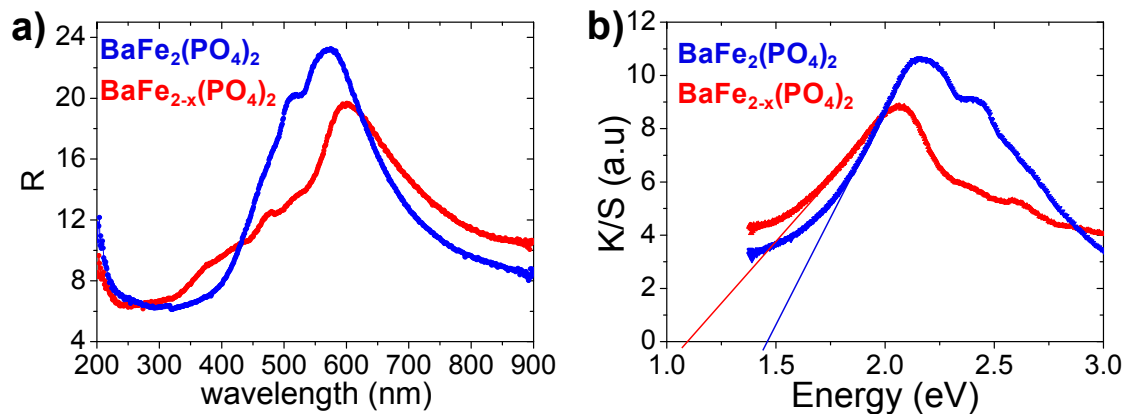 a)
BaFe₂(PO₄)₂
BaFe₂₋ₓ(PO₄)₂
R
24
20
16
12
8
4
200 300 400 500 600 700 800 900
wavelength (nm)
b)
BaFe₂(PO₄)₂
BaFe₂₋ₓ(PO₄)₂
K/S (a.u)
12
10
8
6
4
2
0
1.0 1.5 2.0 2.5 3.0
Energy (eV)